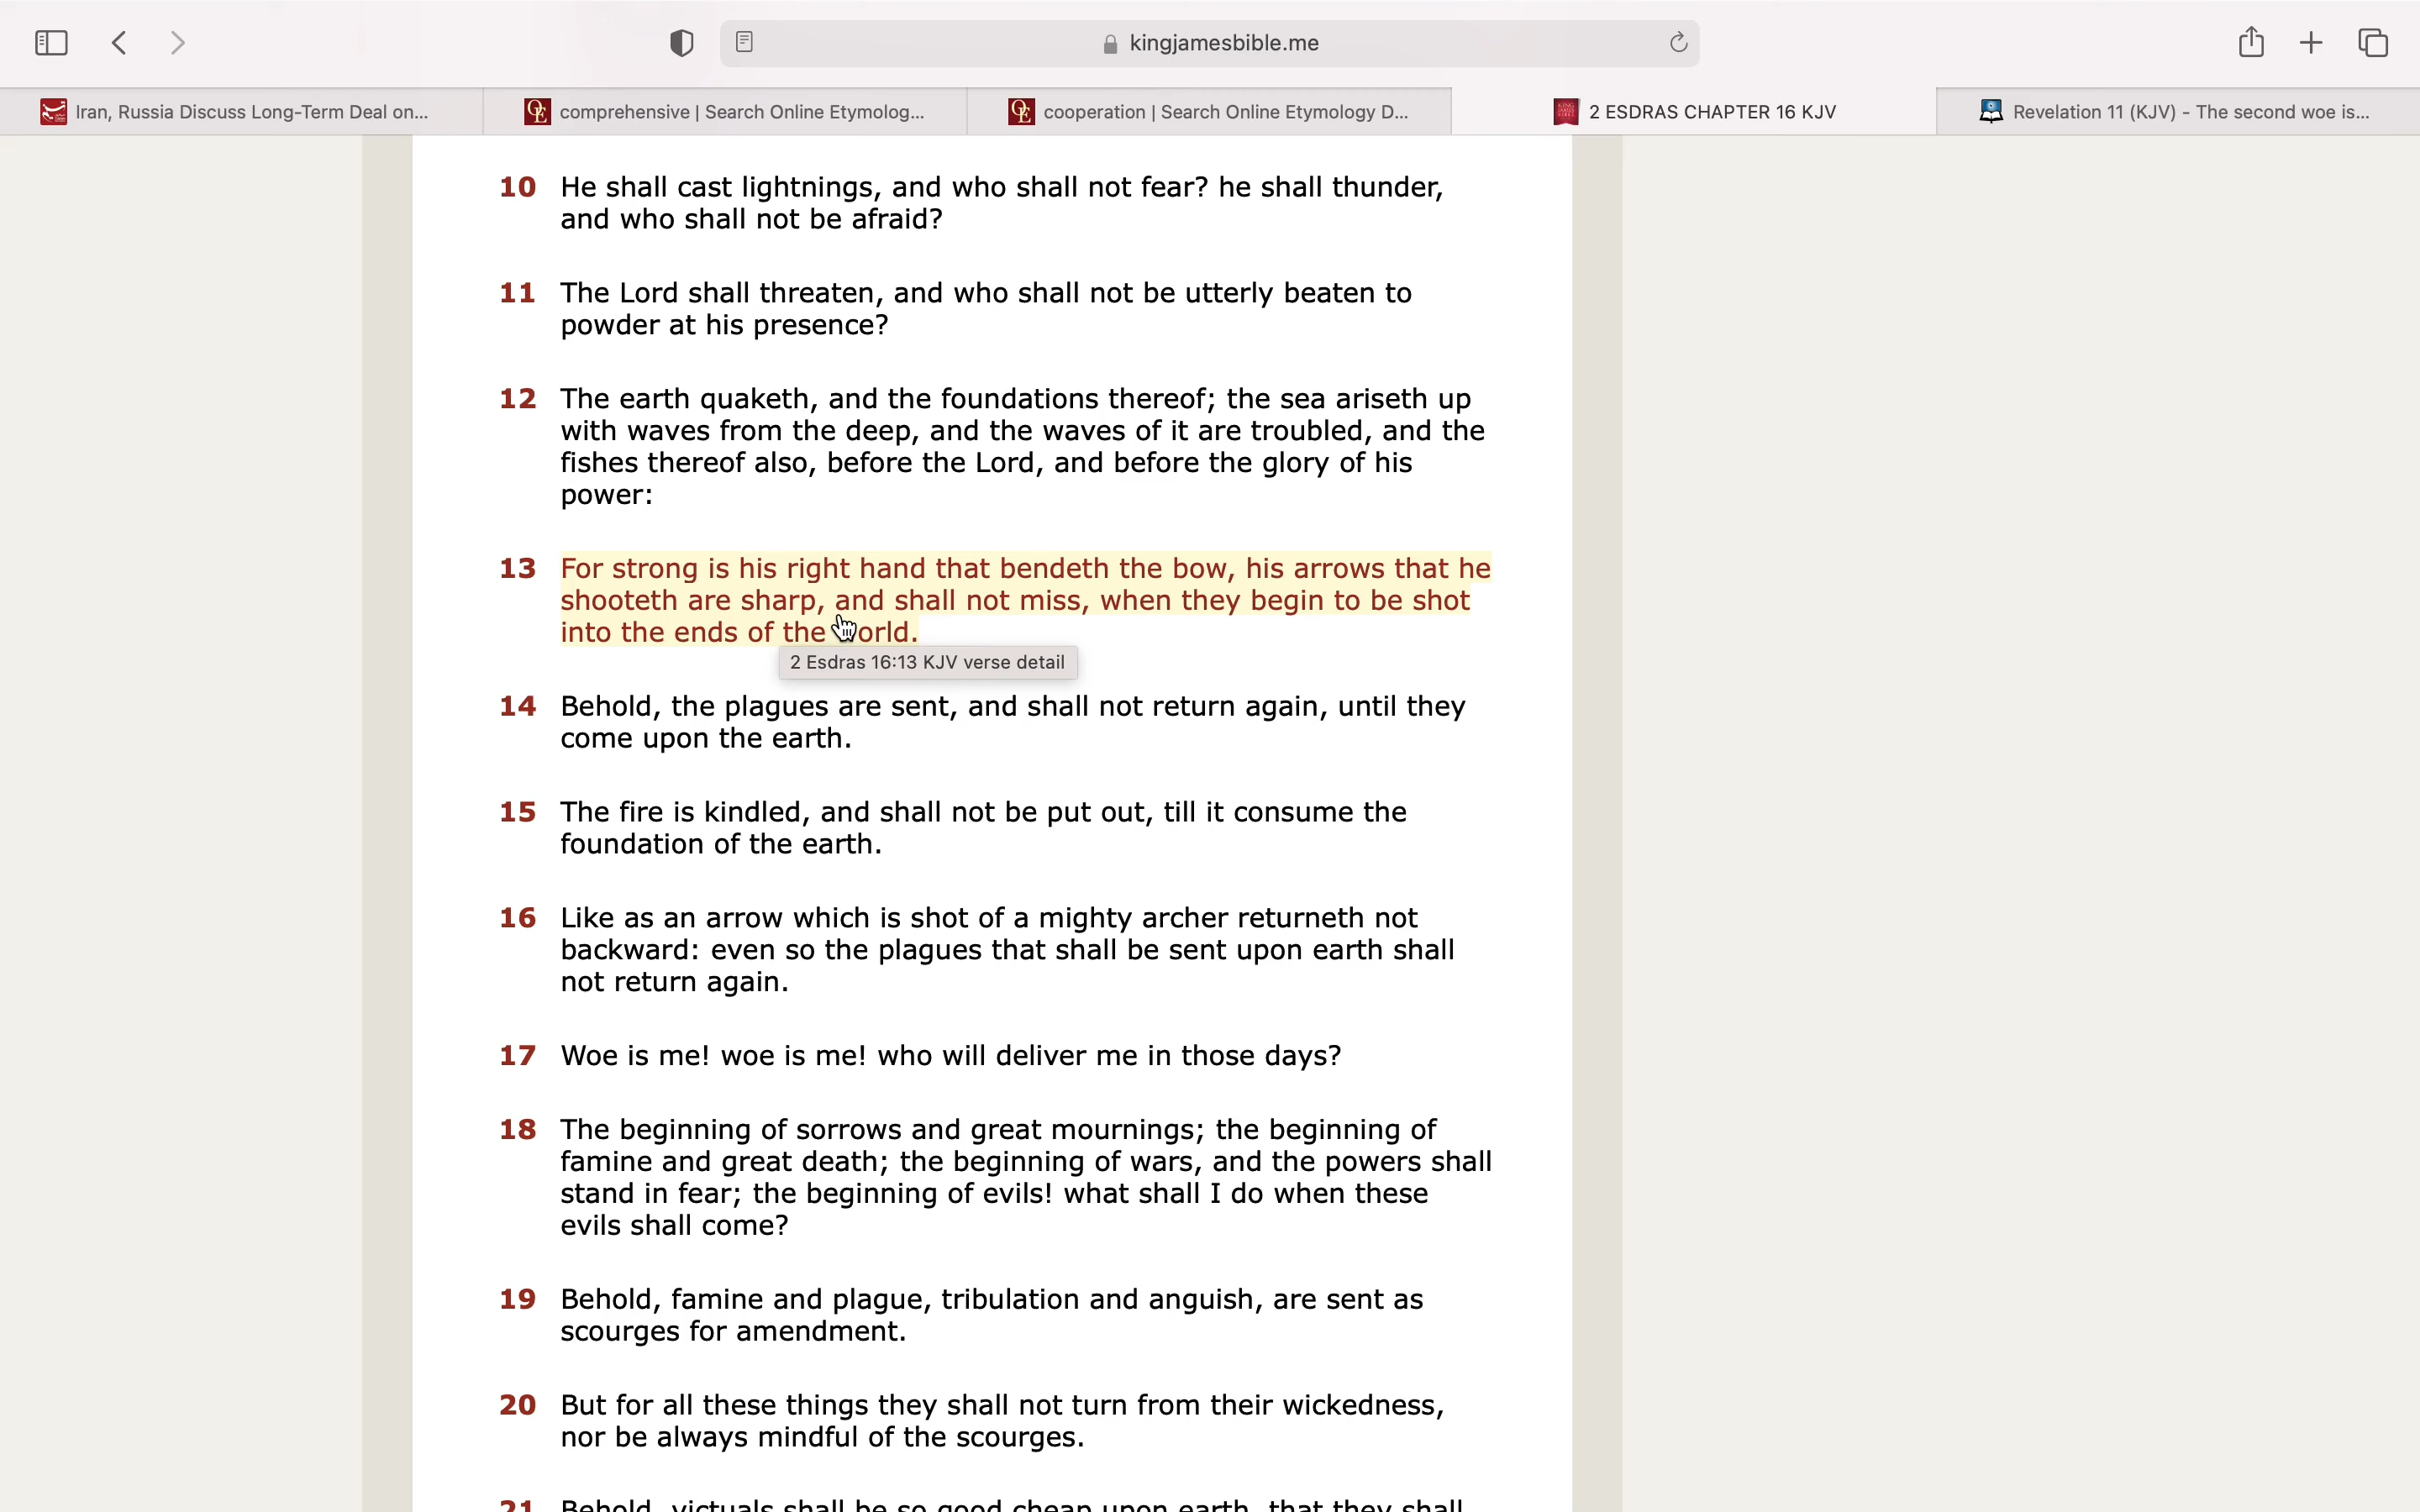 kingjamesbible.me
Iran, Russia Discuss Long-Term Deal on...
comprehensive | Search Online Etymolog...
cooperation | Search Online Etymology D...
2 ESDRAS CHAPTER 16 KJV
Revelation 11 (KJV) - The second woe is...
10 He shall cast lightnings, and who shall not fear? he shall thunder,
and who shall not be afraid?
11 The Lord shall threaten, and who shall not be utterly beaten to
powder at his presence?
12 The earth quaketh, and the foundations thereof; the sea ariseth up
with waves from the deep, and the waves of it are troubled, and the
fishes thereof also, before the Lord, and before the glory of his
power:
13 For strong is his right hand that bendeth the bow, his arrows that he
shooteth are sharp, and shall not miss, when they begin to be shot
into the ends of the world.
2 Esdras 16:13 KJV verse detail
14 Behold, the plagues are sent, and shall not return again, until they
come upon the earth.
15 The fire is kindled, and shall not be put out, till it consume the
foundation of the earth.
16 Like as an arrow which is shot of a mighty archer returneth not
backward: even so the plagues that shall be sent upon earth shall
not return again.
17 Woe is me! woe is me! who will deliver me in those days?
18 The beginning of sorrows and great mournings; the beginning of
famine and great death; the beginning of wars, and the powers shall
stand in fear; the beginning of evils! what shall I do when these
evils shall come?
19 Behold, famine and plague, tribulation and anguish, are sent as
scourges for amendment.
20 But for all these things they shall not turn from their wickedness,
nor be always mindful of the scourges.
21 Behold, victuals shall be so good cheap upon earth, that they shall